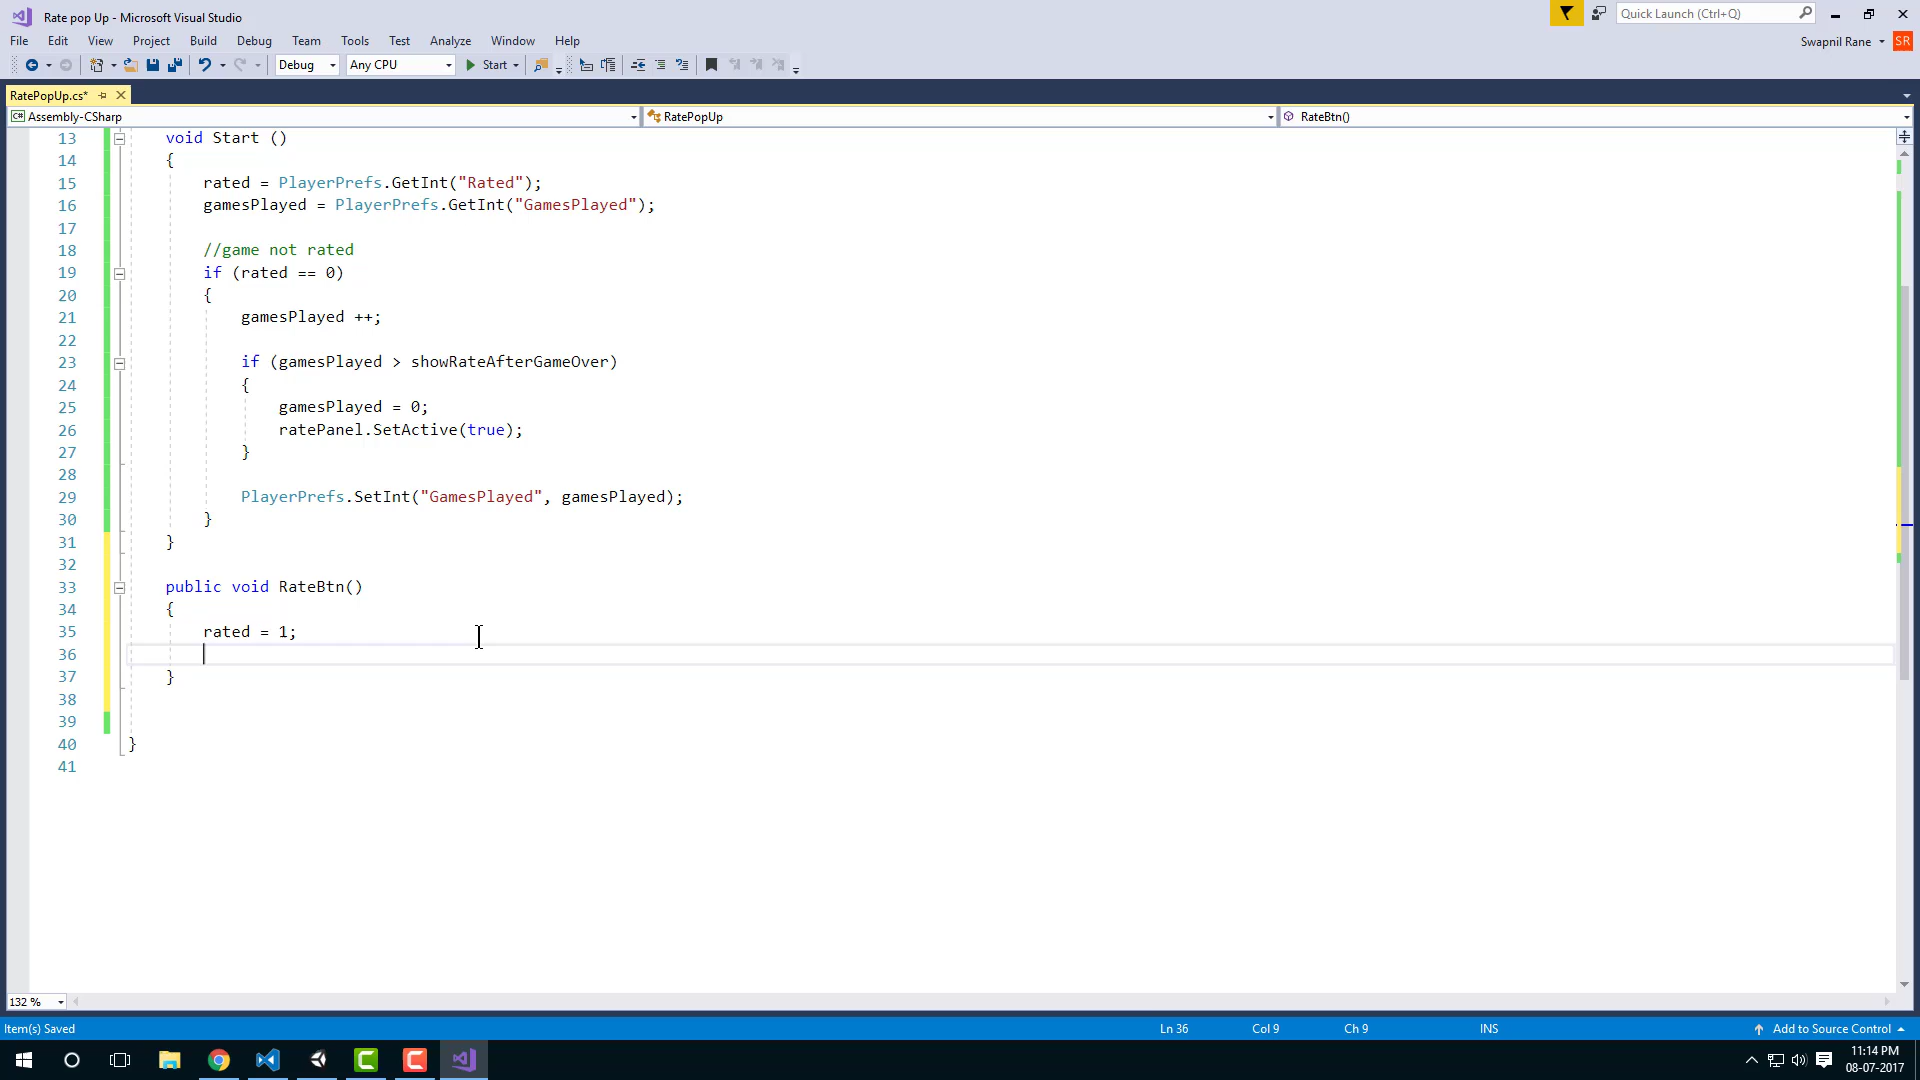 Rate pop Up - Microsoft Visual Studio
Quick Launch (Ctrl+Q)
File Edit View Project Build Debug Team Tools Test Analyze Window Help
Swapnil Rane SR
Debug Any CPU Start
RatePopUp.cs*
C# Assembly-CSharp RatePopUp RateBtn()
13 void Start ()
14 {
15 rated = PlayerPrefs.GetInt("Rated");
16 gamesPlayed = PlayerPrefs.GetInt("GamesPlayed");
17
18 //game not rated
19 if (rated == 0)
20 {
21 gamesPlayed ++;
22
23 if (gamesPlayed > showRateAfterGameOver)
24 {
25 gamesPlayed = 0;
26 ratePanel.SetActive(true);
27 }
28
29 PlayerPrefs.SetInt("GamesPlayed", gamesPlayed);
30 }
31 }
32
33 public void RateBtn()
34 {
35 rated = 1;
36
37 }
38
39
40 }
41
132 %
Item(s) Saved Ln 36 Col 9 Ch 9 INS Add to Source Control
11:14 PM
08-07-2017